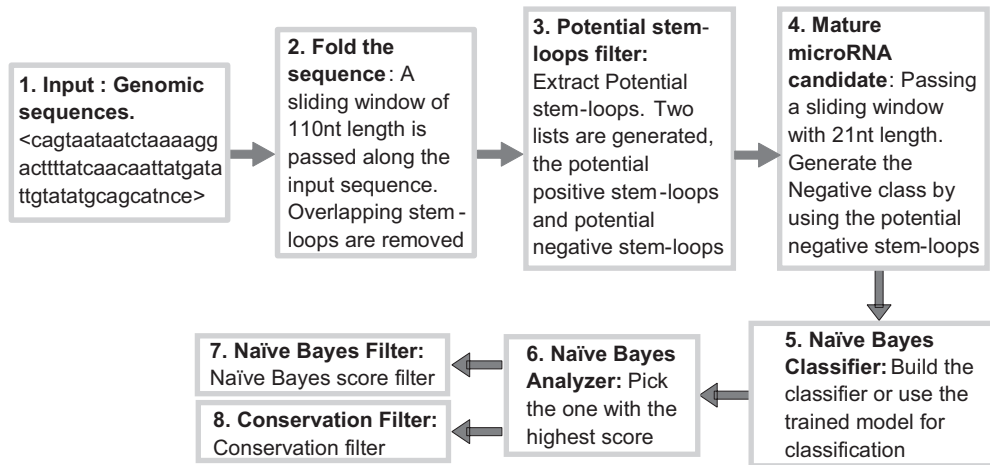 1. Input : Genomic
sequences.
<cagtaataatctaaaagg
acttttatcaacaattatgata
ttgtatatgcagcatnce>
2. Fold the
sequence: A
sliding window of
110nt length is
passed along the
input sequence.
Overlapping stem-
loops are removed
3. Potential stem-
loops filter:
Extract Potential
stem-loops. Two
lists are generated,
the potential
positive stem-loops
and potential
negative stem-loops
4. Mature
microRNA
candidate: Passing
a sliding window
with 21nt length.
Generate the
Negative class by
using the potential
negative stem-loops
5. Naïve Bayes
Classifier: Build the
classifier or use the
trained model for
classification
6. Naïve Bayes
Analyzer: Pick
the one with the
highest score
7. Naïve Bayes Filter:
Naïve Bayes score filter
8. Conservation Filter:
Conservation filter